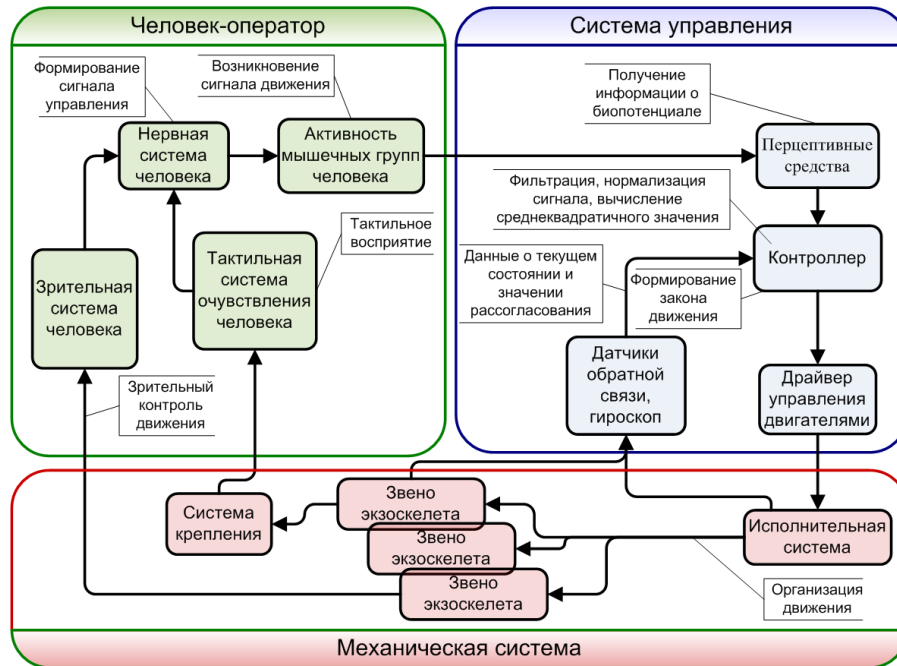 Человек-оператор
Система управления
Формирование
сигнала
управления
Возникновение
сигнала движения
Получение
информации о
биопотенциале
Нервная
система
человека
Активность
мышечных групп
человека
Перцептивные
средства
Фильтрация, нормализация
сигнала, вычисление
среднеквадратичного значения
Тактильное
восприятие
Зрительная
система
человека
Тактильная
система
очувствления
человека
Данные о текущем
состоянии и
значении
рассогласования
Формирование
закона
движения
Контроллер
Зрительный
контроль
движения
Датчики
обратной
связи,
гироскоп
Драйвер
управления
двигателями
Система
крепления
Звено
экзоскелета
Звено
экзоскелета
Звено
экзоскелета
Исполнительная
система
Организация
движения
Механическая система